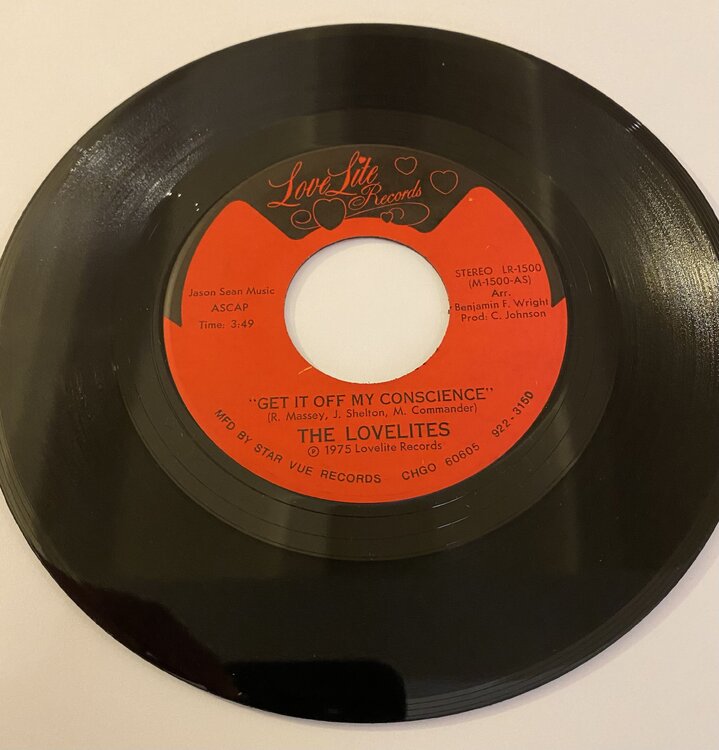 LoveLite
Records
Jason Sean Music
ASCAP
Time: 3:49
STEREO LR-1500
(M-1500-AS)
Arr.
Benjamin F. Wright
Prod: C. Johnson
"GET IT OFF MY CONSCIENCE"
(R. Massey, J. Shelton, M. Commander)
THE LOVELITES
℗ 1975 Lovelite Records
MFD BY STAR VUE RECORDS CHGO 60605 922-3150